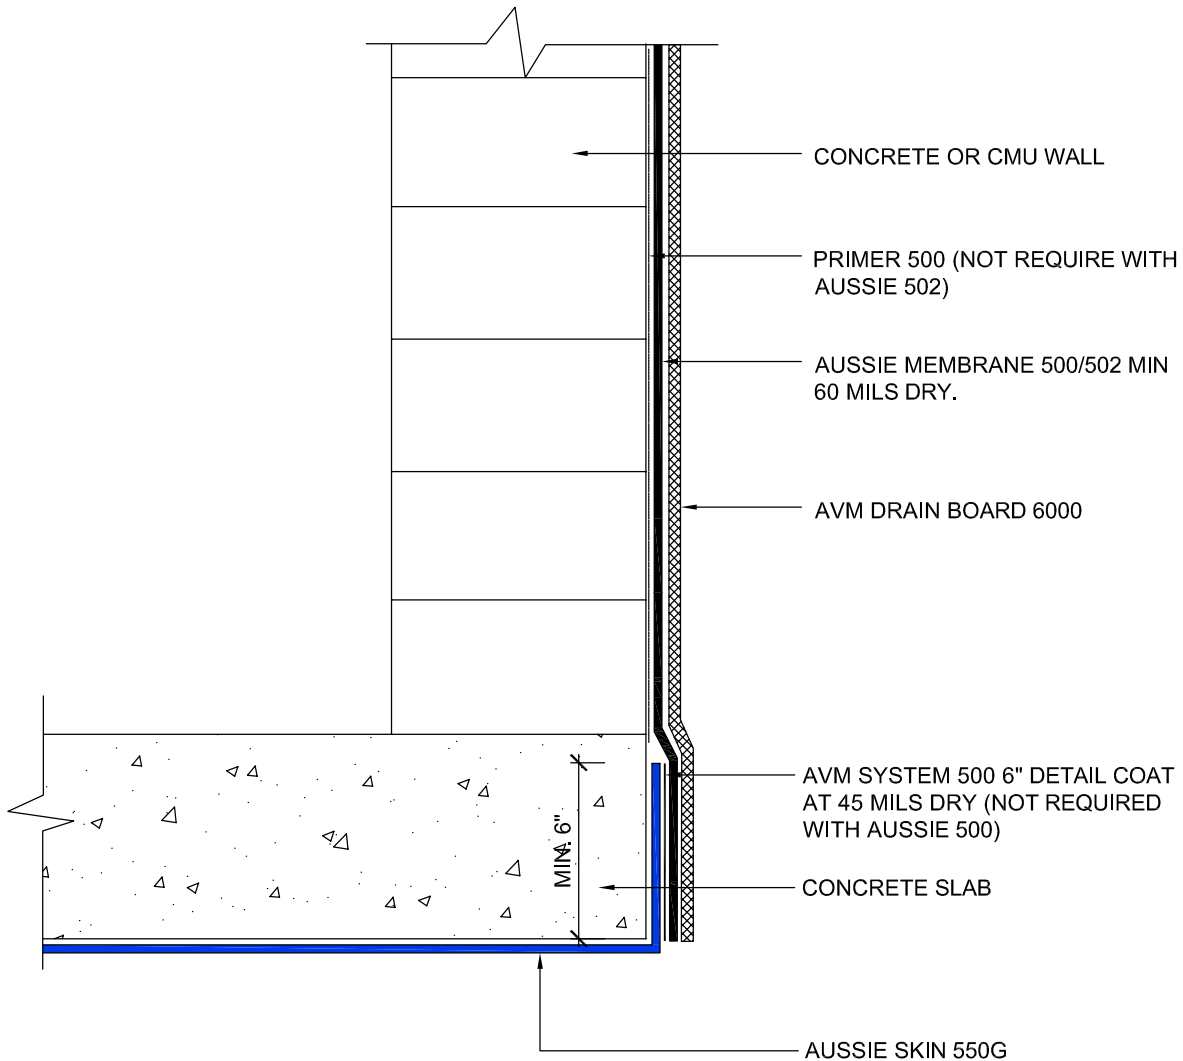 CONCRETE OR CMU WALL
PRIMER 500 (NOT REQUIRE WITH
AUSSIE 502)
AUSSIE MEMBRANE 500/502 MIN
60 MILS DRY.
AVM DRAIN BOARD 6000
AVM SYSTEM 500 6" DETAIL COAT
AT 45 MILS DRY (NOT REQUIRED
WITH AUSSIE 500)
MIN. 6"
CONCRETE SLAB
AUSSIE SKIN 550G